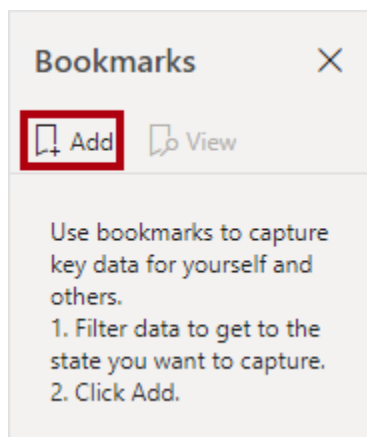 Bookmarks
Add View
Use bookmarks to capture
key data for yourself and
others.
1. Filter data to get to the
state you want to capture.
2. Click Add.